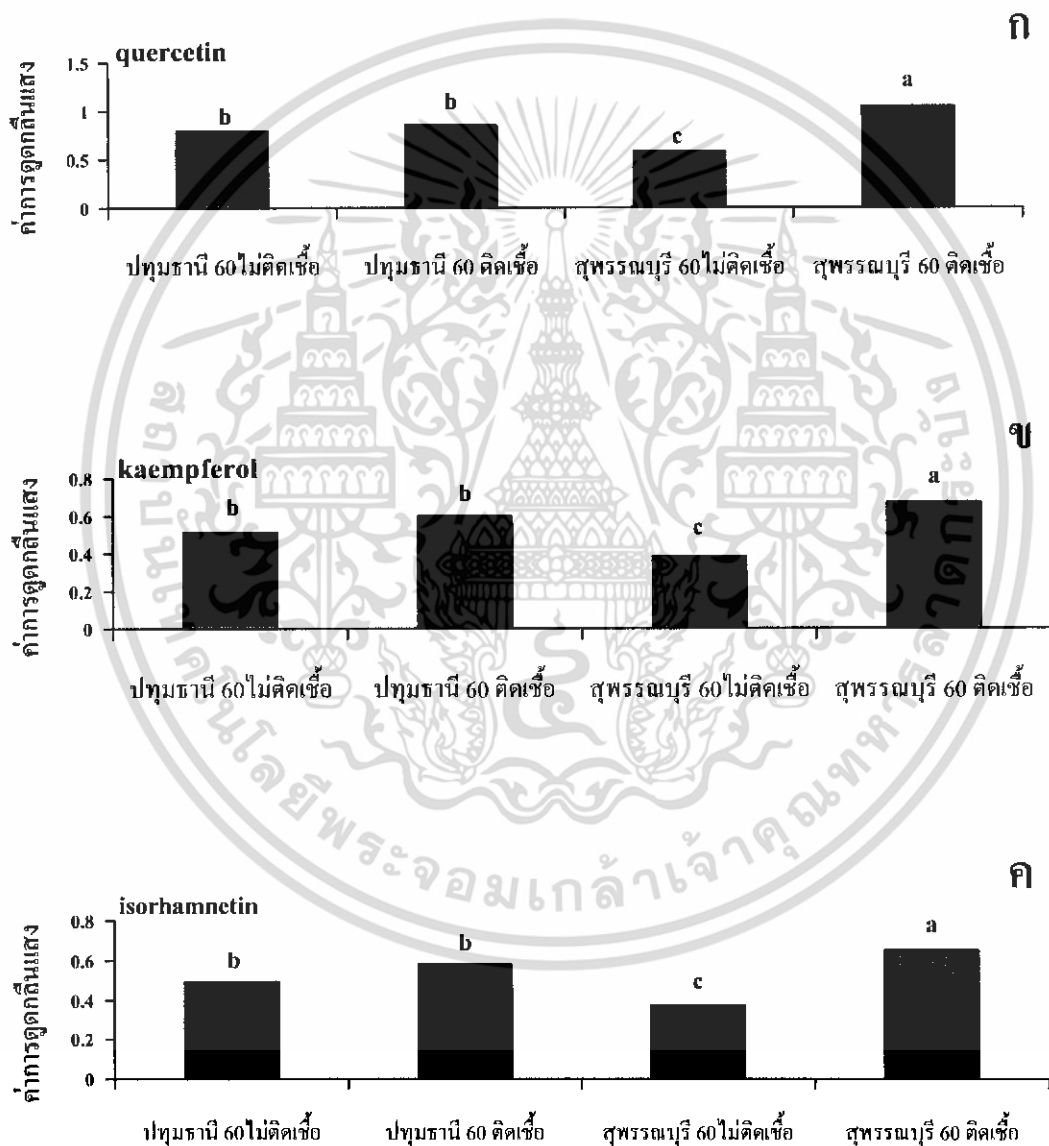 ก
quercetin
1.5
1
0.5
0
ค่าการดูดกลืนแสง
b
b
c
a
ปทุมธานี 60ไม่ติดเชื้อ
ปทุมธานี 60 ติดเชื้อ
สุพรรณบุรี 60ไม่ติดเชื้อ
สุพรรณบุรี 60 ติดเชื้อ
ข
kaempferol
0.8
0.6
0.4
0.2
0
ค่าการดูดกลืนแสง
b
b
c
a
ปทุมธานี 60ไม่ติดเชื้อ
ปทุมธานี 60 ติดเชื้อ
สุพรรณบุรี 60ไม่ติดเชื้อ
สุพรรณบุรี 60 ติดเชื้อ
ค
isorhamnetin
0.8
0.6
0.4
0.2
0
ค่าการดูดกลืนแสง
b
b
c
a
ปทุมธานี 60ไม่ติดเชื้อ
ปทุมธานี 60 ติดเชื้อ
สุพรรณบุรี 60ไม่ติดเชื้อ
สุพรรณบุรี 60 ติดเชื้อ